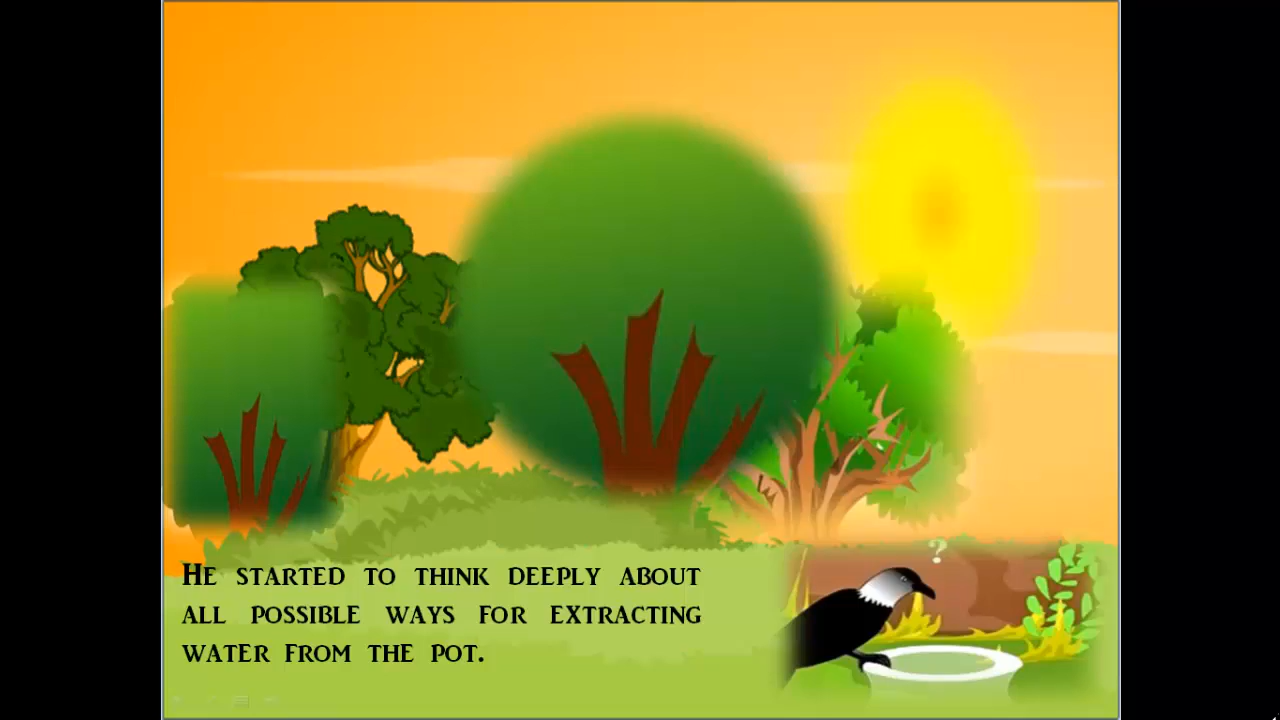 ?
He started to think deeply about
all possible ways for extracting
water from the pot.